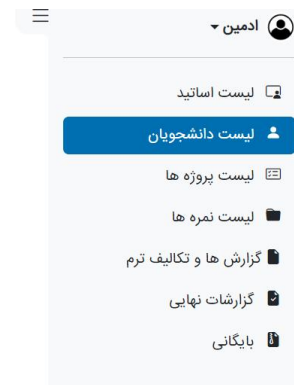 ادمین
لیست اساتید
لیست دانشجویان
لیست پروژه ها
لیست نمره ها
گزارش ها و تکالیف ترم
گزارشات نهایی
بایگانی